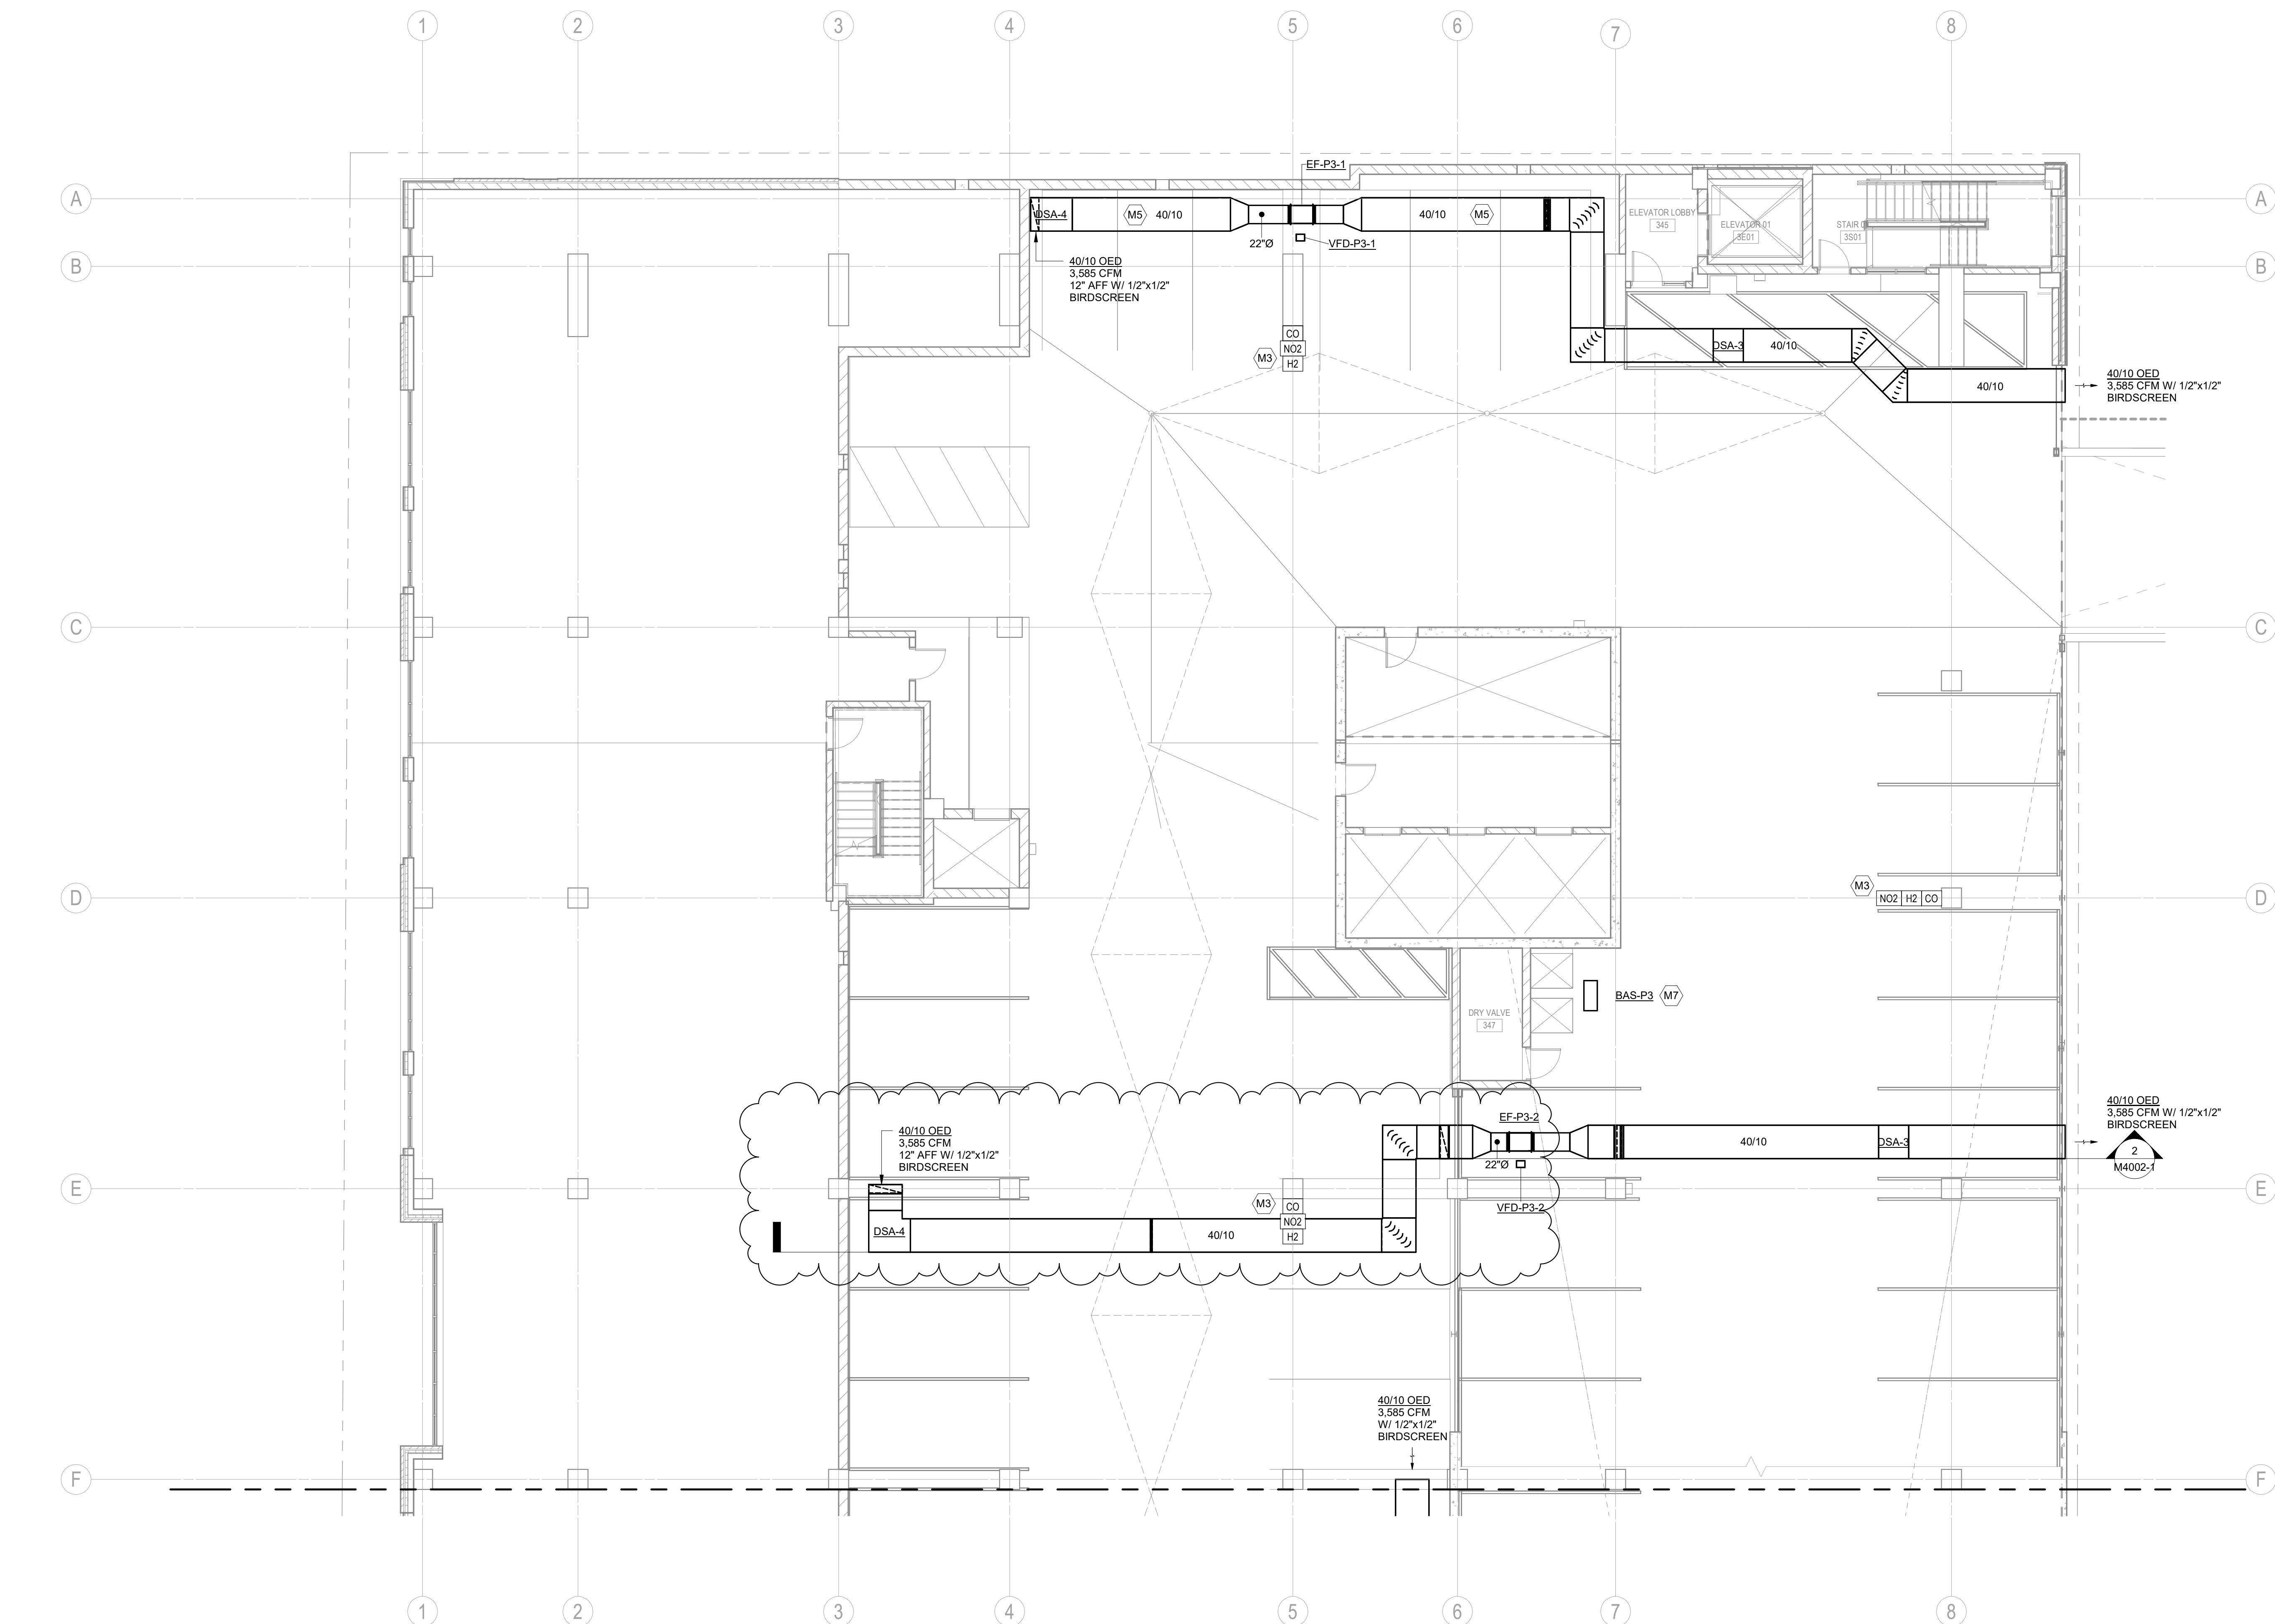 1 2 3 4 5 6 7 8
EF-P3-1
A
A
DSA-4
M5
40/10
40/10
M5
22"Ø
VFD-P3-1
ELEVATOR LOBBY
345
ELEVATOR 01
3E01
STAIR 0
3S01
B
B
40/10 OED
3,585 CFM
12" AFF W/ 1/2"x1/2"
BIRDSCREEN
CO
NO2
H2
M3
DSA-3
40/10
40/10
40/10 OED
3,585 CFM W/ 1/2"x1/2"
BIRDSCREEN
C
C
D
D
M3
NO2 H2 CO
BAS-P3
M7
DRY VALVE
347
EF-P3-2
22"Ø
VFD-P3-2
40/10
DSA-3
40/10 OED
3,585 CFM W/ 1/2"x1/2"
BIRDSCREEN
2
M4002-1
40/10 OED
3,585 CFM
12" AFF W/ 1/2"x1/2"
BIRDSCREEN
E
E
DSA-4
40/10
M3
CO
NO2
H2
40/10 OED
3,585 CFM
W/ 1/2"x1/2"
BIRDSCREEN
F
F
1 2 3 4 5 6 7 8